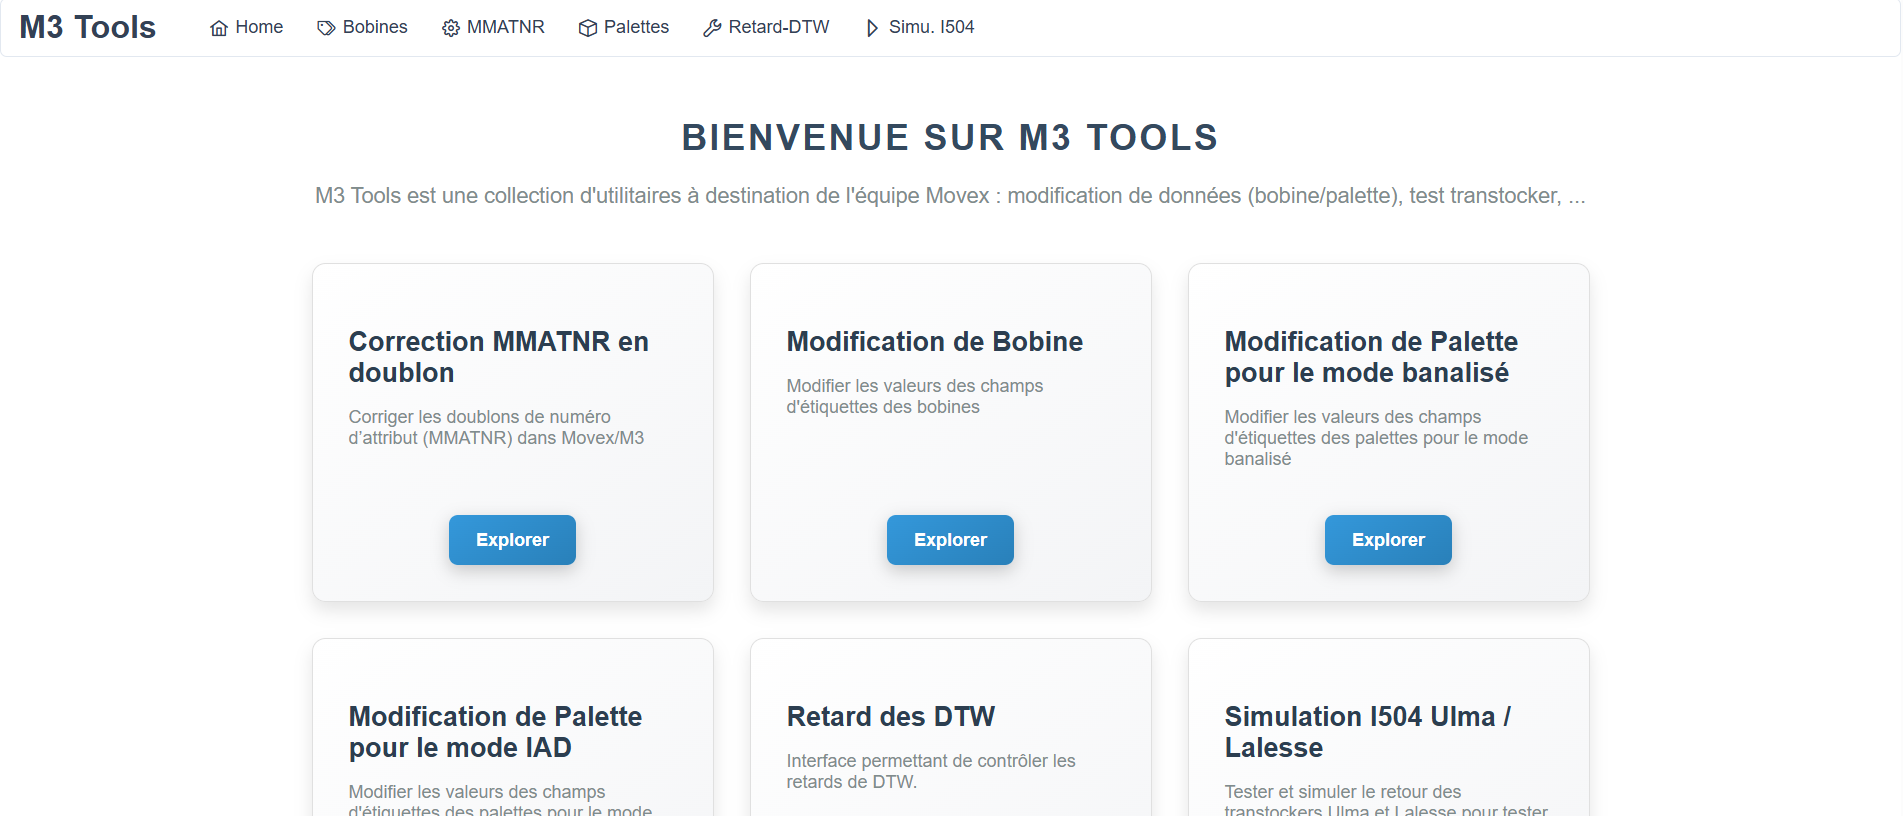 M3 Tools
Home
Bobines
MMATNR
Palettes
Retard-DTW
Simu. I504
BIENVENUE SUR M3 TOOLS
M3 Tools est une collection d'utilitaires à destination de l'équipe Movex : modification de données (bobine/palette), test transtocker, ...
Correction MMATNR en
doublon
Corriger les doublons de numéro
d’attribut (MMATNR) dans Movex/M3
Explorer
Modification de Bobine
Modifier les valeurs des champs
d'étiquettes des bobines
Explorer
Modification de Palette
pour le mode banalisé
Modifier les valeurs des champs
d'étiquettes des palettes pour le mode
banalisé
Explorer
Modification de Palette
pour le mode IAD
Modifier les valeurs des champs
d'étiquettes des palettes pour le mode
Retard des DTW
Interface permettant de contrôler les
retards de DTW.
Simulation I504 Ulma /
Lalesse
Tester et simuler le retour des
transtockers Ulma et Lalesse pour tester